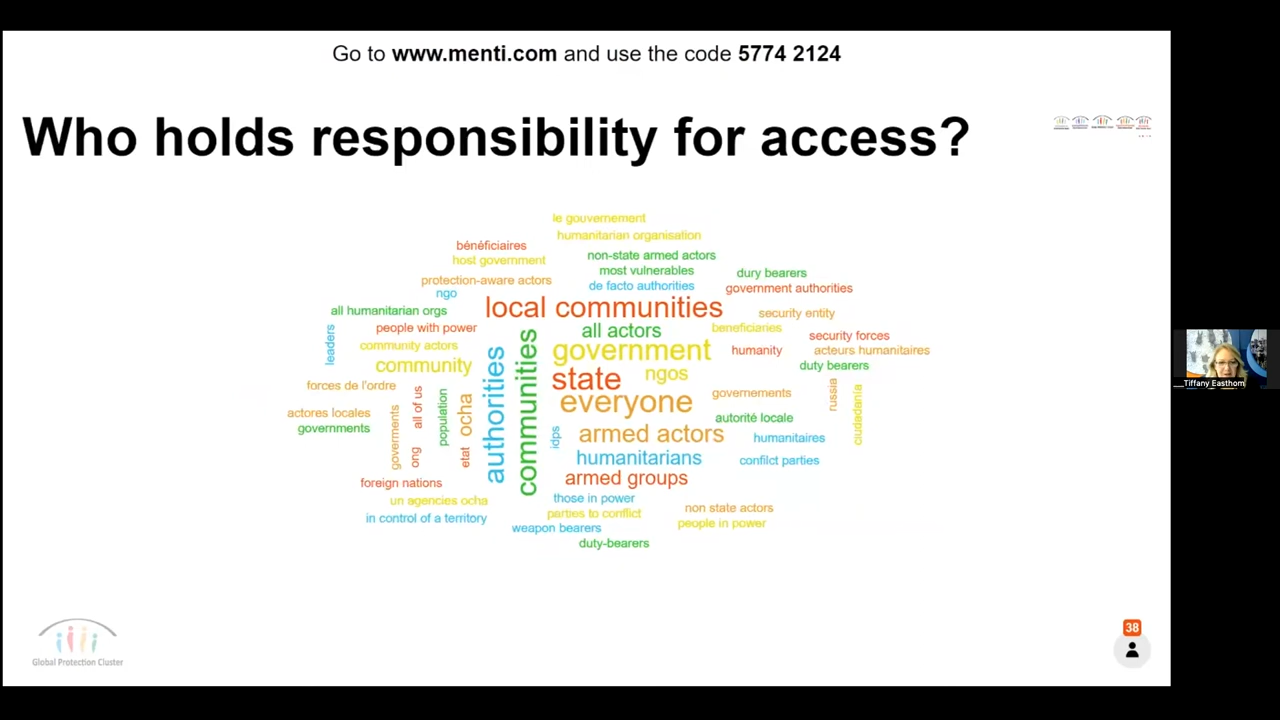 Go to www.menti.com and use the code 5774 2124
Who holds responsibility for access?
le gouvernement
humanitarian organisation
bénéficiaires
non-state armed actors
host government
most vulnerables
dury bearers
protection-aware actors
de facto authorities
government authorities
ngo
local communities
all humanitarian orgs
security entity
leaders
people with power
all actors
beneficiaries
security forces
community actors
government
humanity
acteurs humanitaires
community
authorities
communities
state
ngos
duty bearers
forces de l'ordre
everyone
governements
russia
ciudadania
actores locales
goverments
all of us
population
ocha
autorité locale
governments
ong
etat
idps
armed actors
humanitaires
humanitarians
confilct parties
foreign nations
armed groups
un agencies ocha
those in power
non state actors
in control of a territory
parties to conflict
people in power
weapon bearers
duty-bearers
Global Protection Cluster
38
Tiffany Easthom